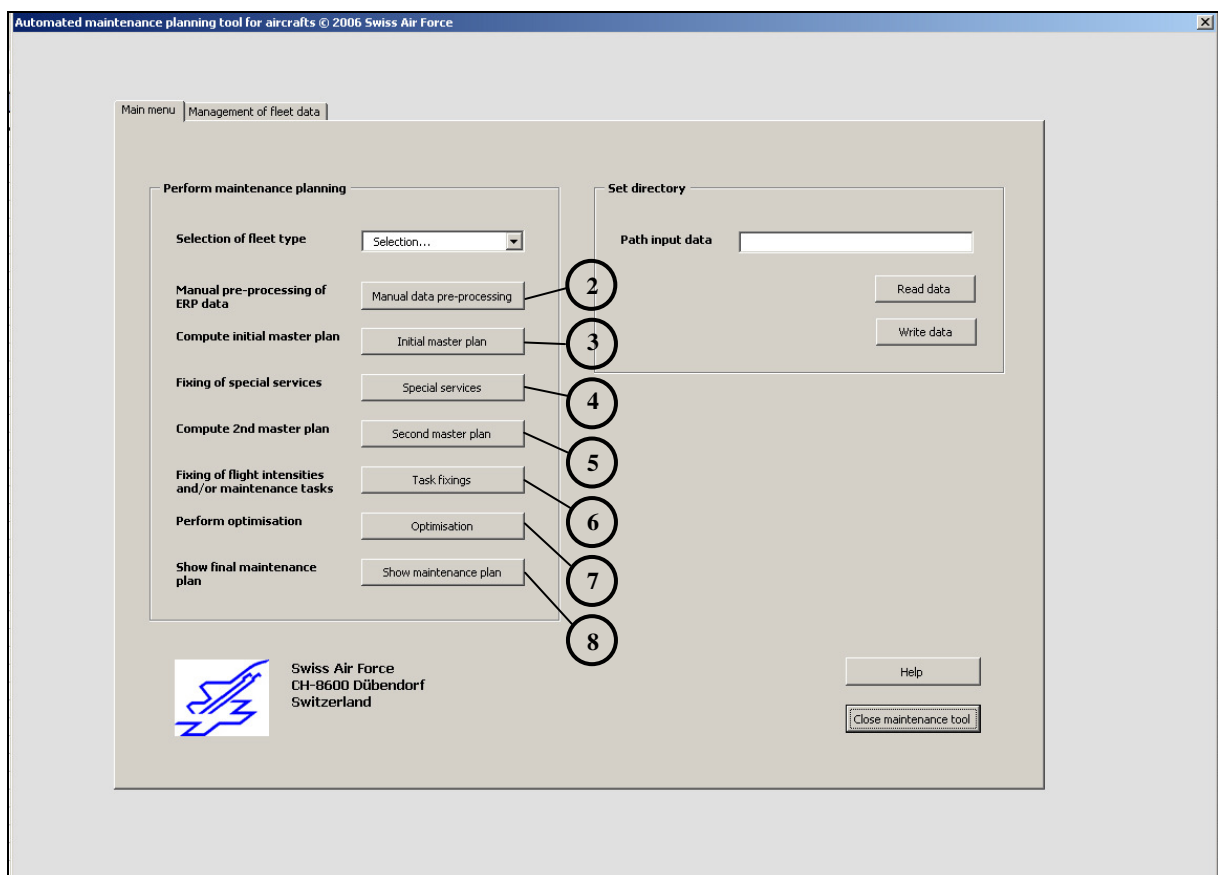 Automated maintenance planning tool for aircrafts © 2006 Swiss Air Force
Main menu
Management of fleet data
Perform maintenance planning
Selection of fleet type
Selection...
Manual pre-processing of
ERP data
Manual data pre-processing
2
Compute initial master plan
Initial master plan
3
Fixing of special services
Special services
4
Compute 2nd master plan
Second master plan
5
Fixing of flight intensities
and/or maintenance tasks
Task fixings
6
Perform optimisation
Optimisation
7
Show final maintenance
plan
Show maintenance plan
8
Set directory
Path input data
Read data
Write data
Swiss Air Force
CH-8600 Dübendorf
Switzerland
Help
Close maintenance tool